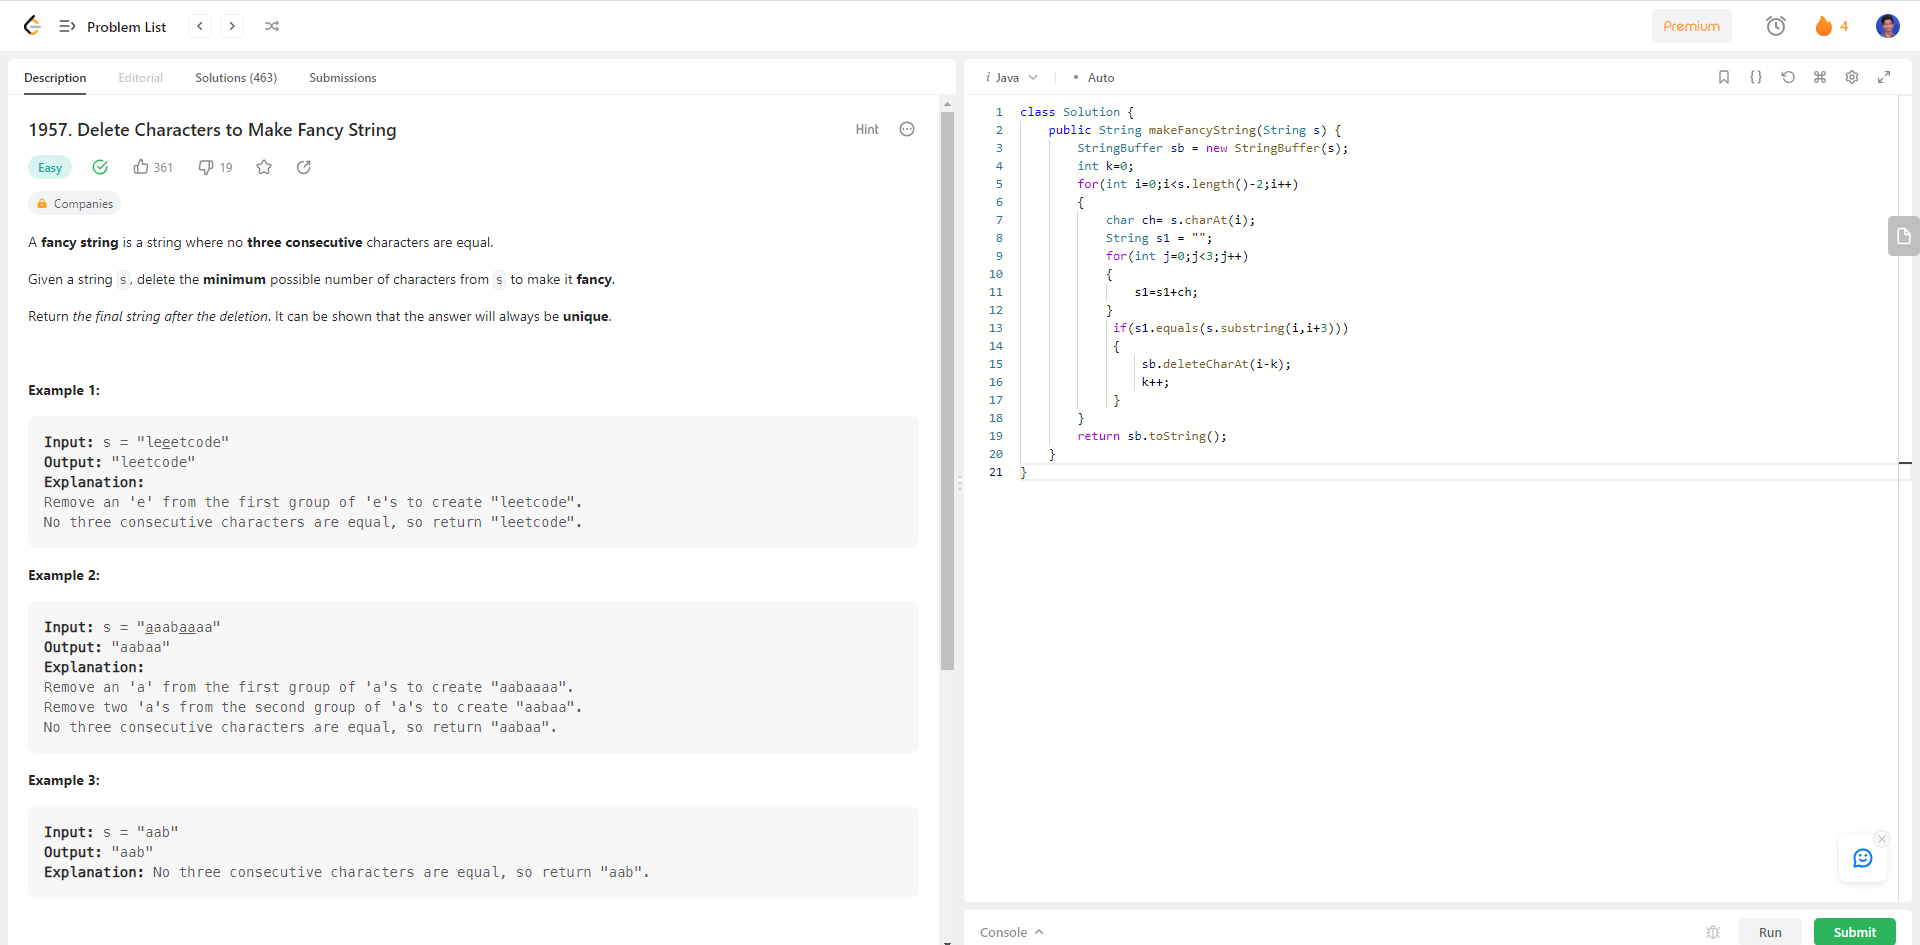 Problem List
Premium
4
Description Editorial Solutions (463) Submissions
1957. Delete Characters to Make Fancy String
Hint
Easy 361 19
Companies
A fancy string is a string where no three consecutive characters are equal.
Given a string s, delete the minimum possible number of characters from s to make it fancy.
Return the final string after the deletion. It can be shown that the answer will always be unique.
Example 1:
Input: s = "leeetcode"
Output: "leetcode"
Explanation:
Remove an 'e' from the first group of 'e's to create "leetcode".
No three consecutive characters are equal, so return "leetcode".
Example 2:
Input: s = "aaabaaaa"
Output: "aabaa"
Explanation:
Remove an 'a' from the first group of 'a's to create "aabaaaa".
Remove two 'a's from the second group of 'a's to create "aabaa".
No three consecutive characters are equal, so return "aabaa".
Example 3:
Input: s = "aab"
Output: "aab"
Explanation: No three consecutive characters are equal, so return "aab".
i Java • Auto
1 class Solution {
2 public String makeFancyString(String s) {
3 StringBuffer sb = new StringBuffer(s);
4 int k=0;
5 for(int i=0;i<s.length()-2;i++)
6 {
7 char ch= s.charAt(i);
8 String s1 = "";
9 for(int j=0;j<3;j++)
10 {
11 s1=s1+ch;
12 }
13 if(s1.equals(s.substring(i,i+3)))
14 {
15 sb.deleteCharAt(i-k);
16 k++;
17 }
18 }
19 return sb.toString();
20 }
21 }
Console
Run
Submit